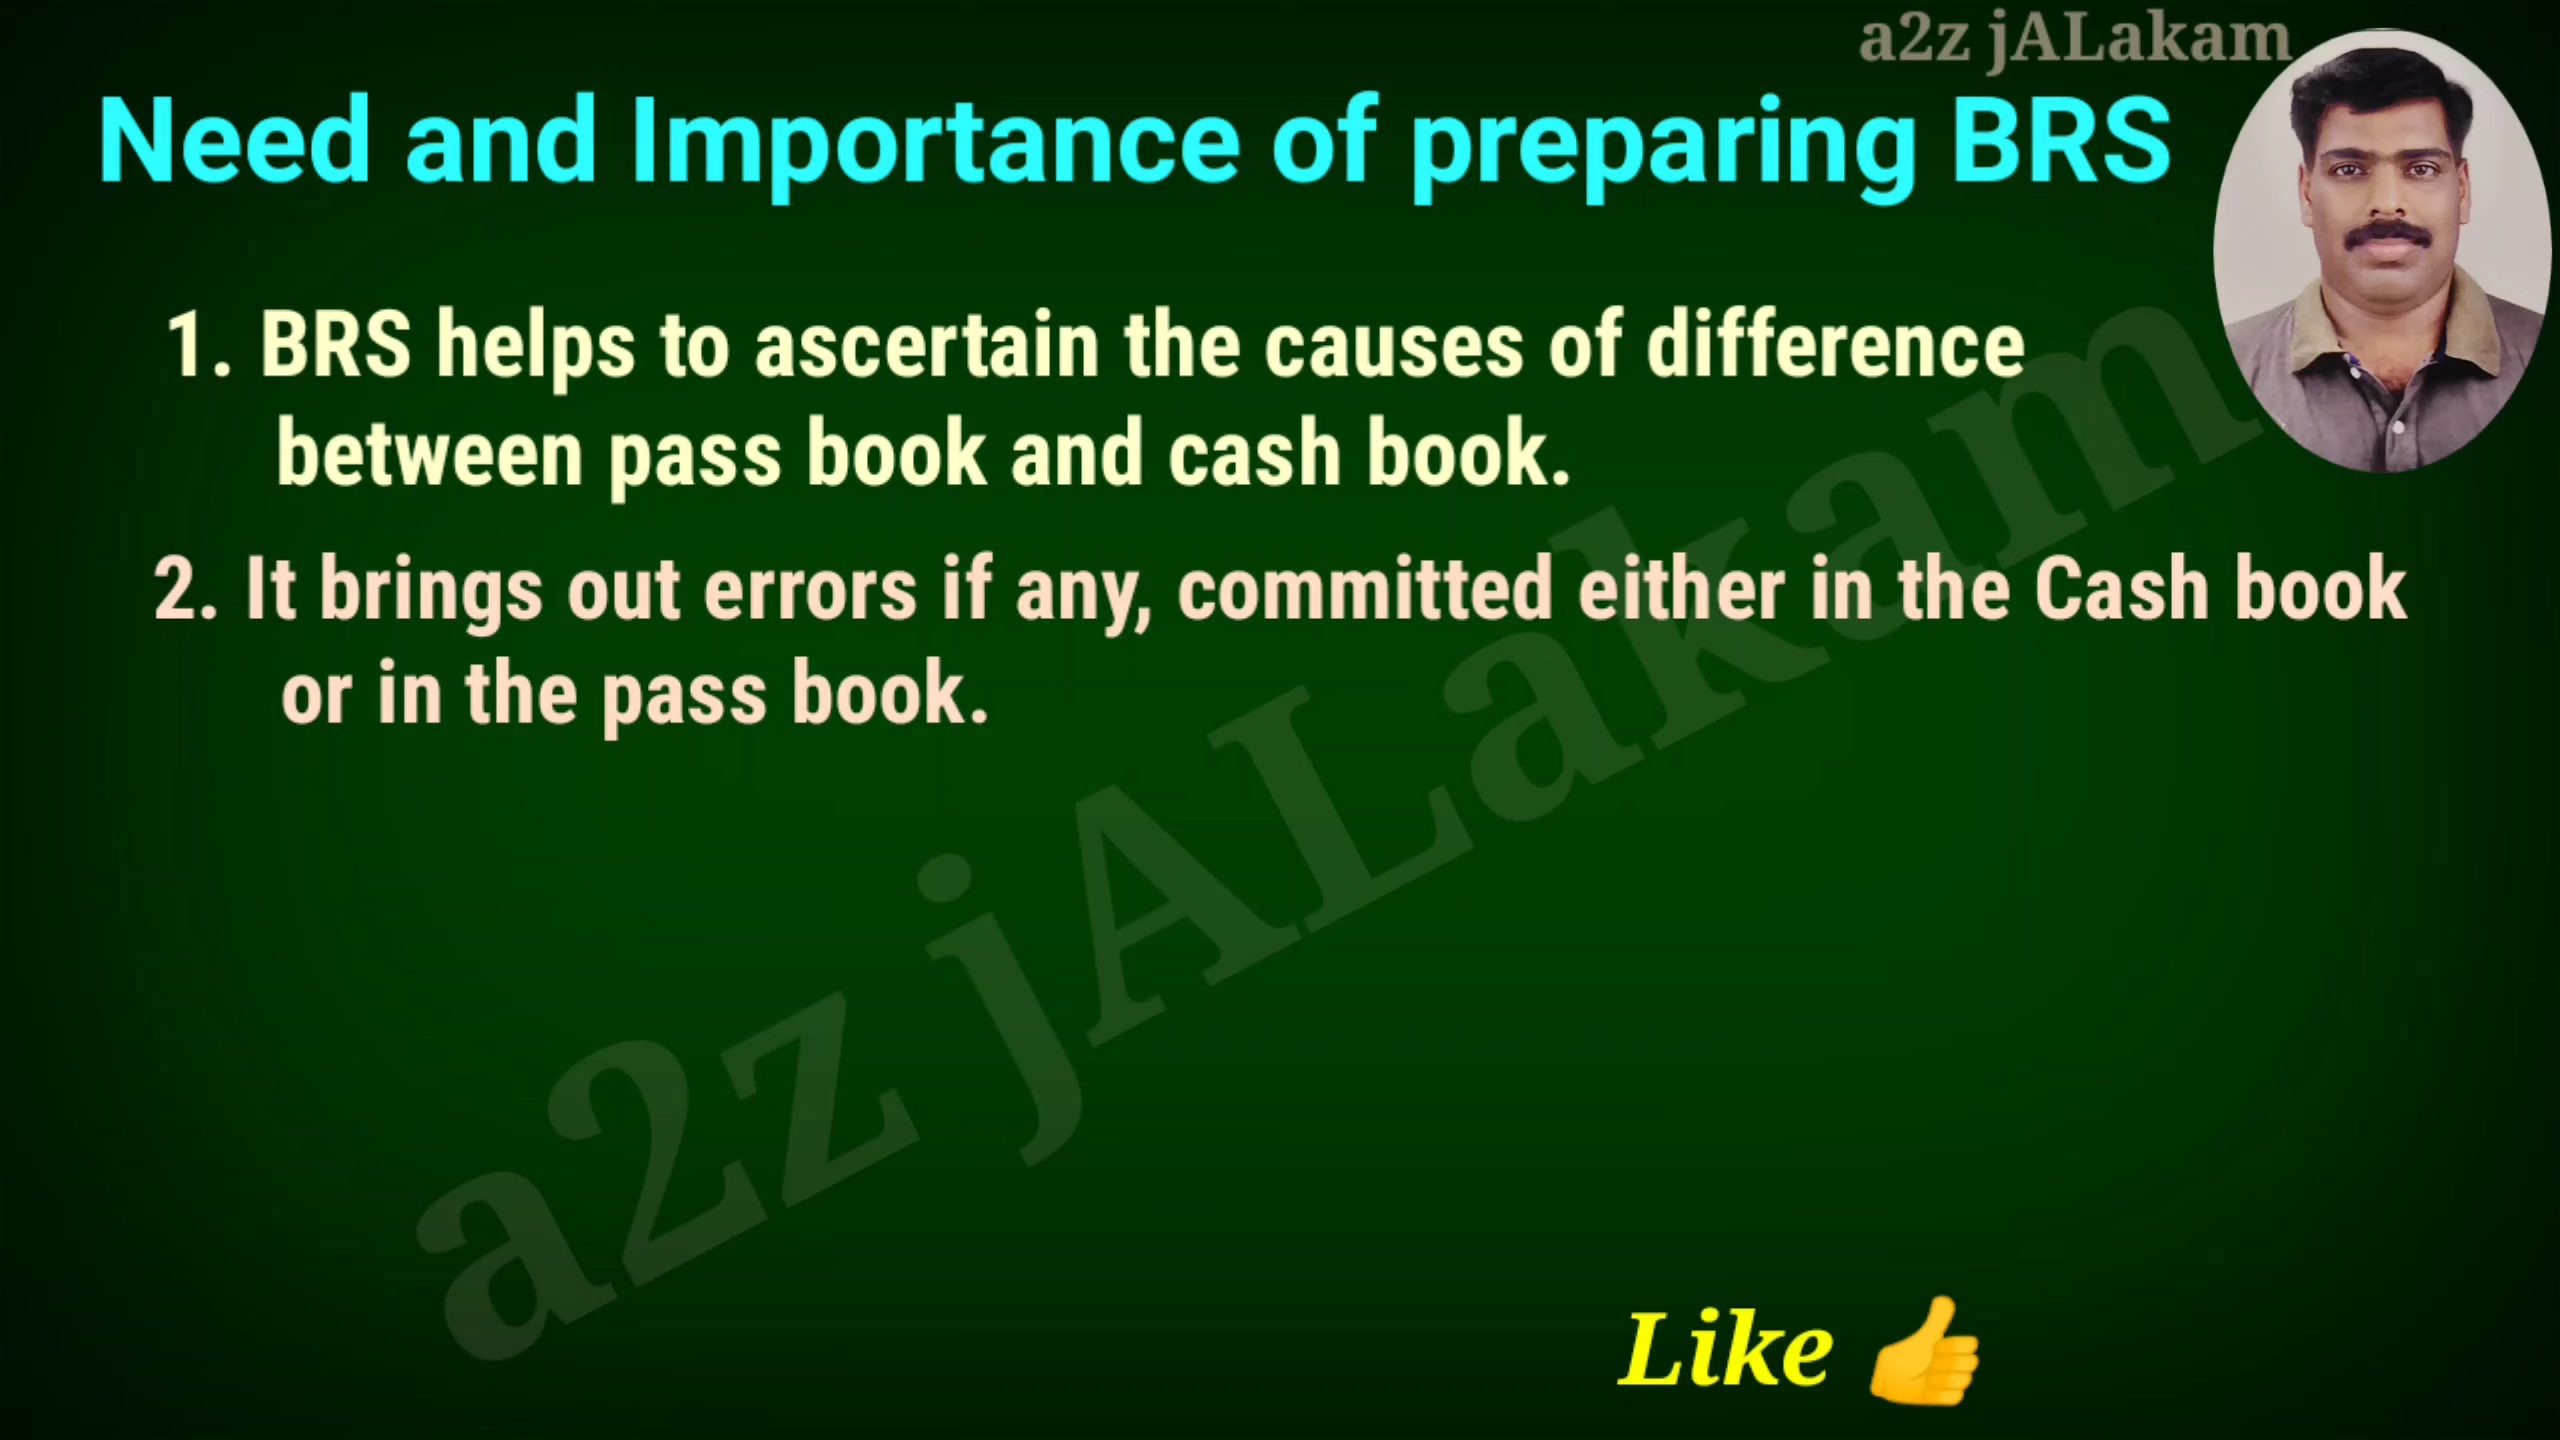 a2z jALakam
Need and Importance of preparing BRS
1. BRS helps to ascertain the causes of difference
between pass book and cash book.
2. It brings out errors if any, committed either in the Cash book
or in the pass book.
a2z jALakam
Like 👍